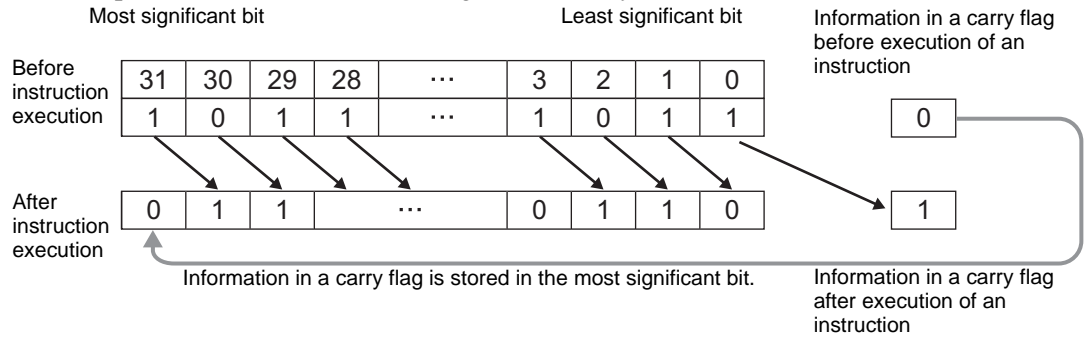 Most significant bit Least significant bit Information in a carry flag
before execution of an
instruction
Before
instruction
execution
31 30 29 28 ... 3 2 1 0
1 0 1 1 ... 1 0 1 1 0
After
instruction
execution
0 1 1 ... 0 1 1 0 1
Information in a carry flag is stored in the most significant bit.
Information in a carry flag
after execution of an
instruction